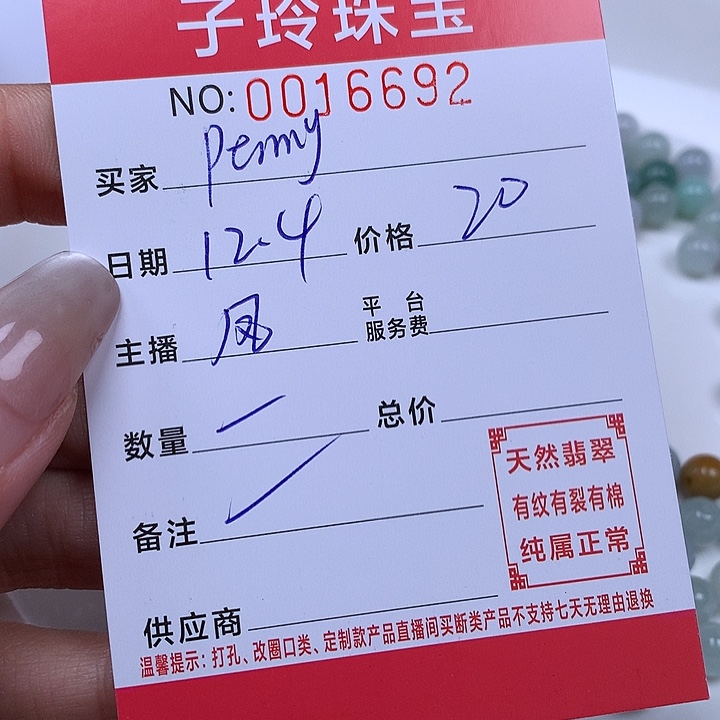 子玲珠宝
NO: 0016692
买家 Penny
日期 12.4 价格 20
主播 凤 平台服务费
数量 一 总价
备注
供应商
天然翡翠
有纹有裂有棉
纯属正常
温馨提示：打孔、改圈口类、定制款产品直播间买断类产品不支持七天无理由退换